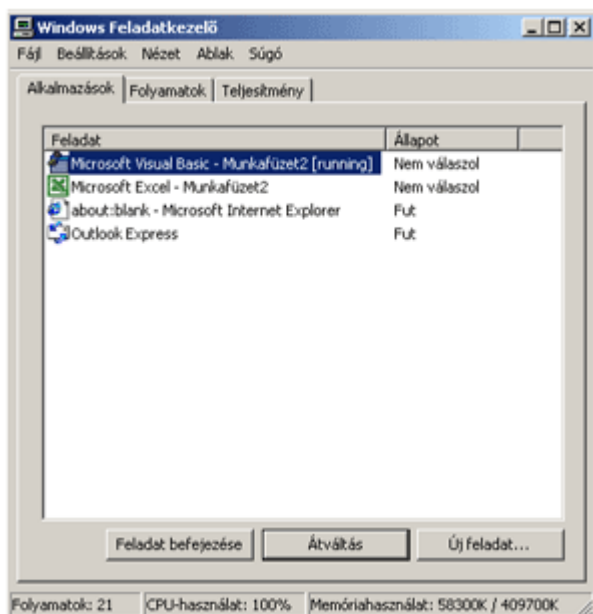 Windows Feladatkezelő
Fájl Beállítások Nézet Ablak Súgó
Alkalmazások Folyamatok Teljesítmény
Feladat Állapot
Microsoft Visual Basic - Munkafüzet2 [running] Nem válaszol
Microsoft Excel - Munkafüzet2 Nem válaszol
about:blank - Microsoft Internet Explorer Fut
Outlook Express Fut
Feladat befejezése Átváltás Új feladat...
Folyamatok: 21 CPU-használat: 100% Memóriahasználat: 58300K / 409700K